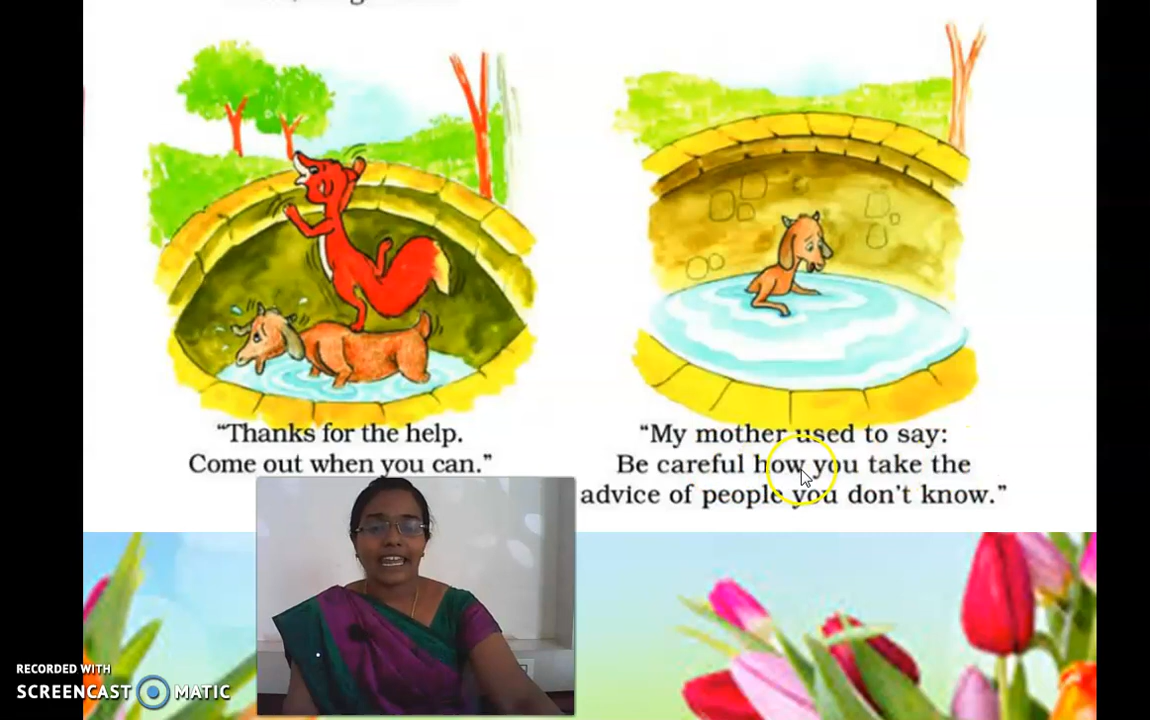 “Thanks for the help.
Come out when you can.”
“My mother used to say:
Be careful how you take the
advice of people you don’t know.”
RECORDED WITH
SCREENCAST MATIC